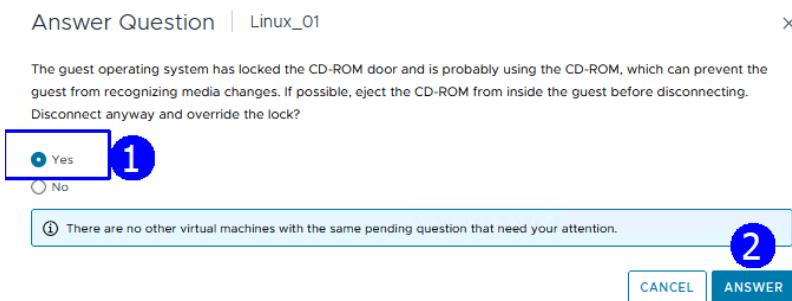 Answer Question Linux_01
The guest operating system has locked the CD-ROM door and is probably using the CD-ROM, which can prevent the
guest from recognizing media changes. If possible, eject the CD-ROM from inside the guest before disconnecting.
Disconnect anyway and override the lock?
Yes 1
No
There are no other virtual machines with the same pending question that need your attention.
2
CANCEL ANSWER